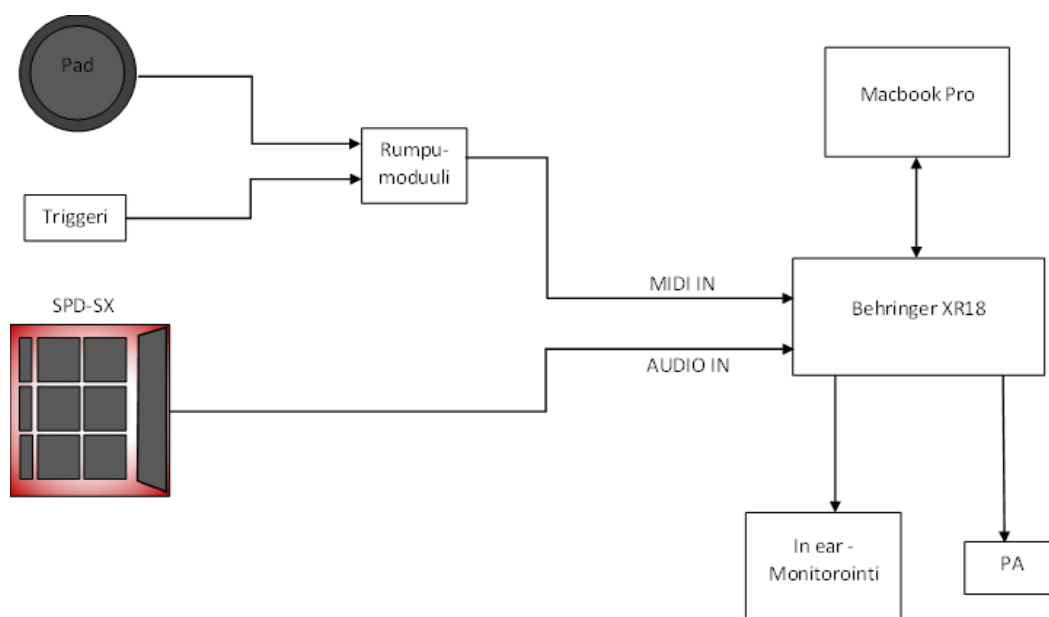 Pad
Macbook Pro
Rumpu-
moduuli
Triggeri
MIDI IN
SPD-SX
Behringer XR18
AUDIO IN
In ear -
Monitorointi
PA